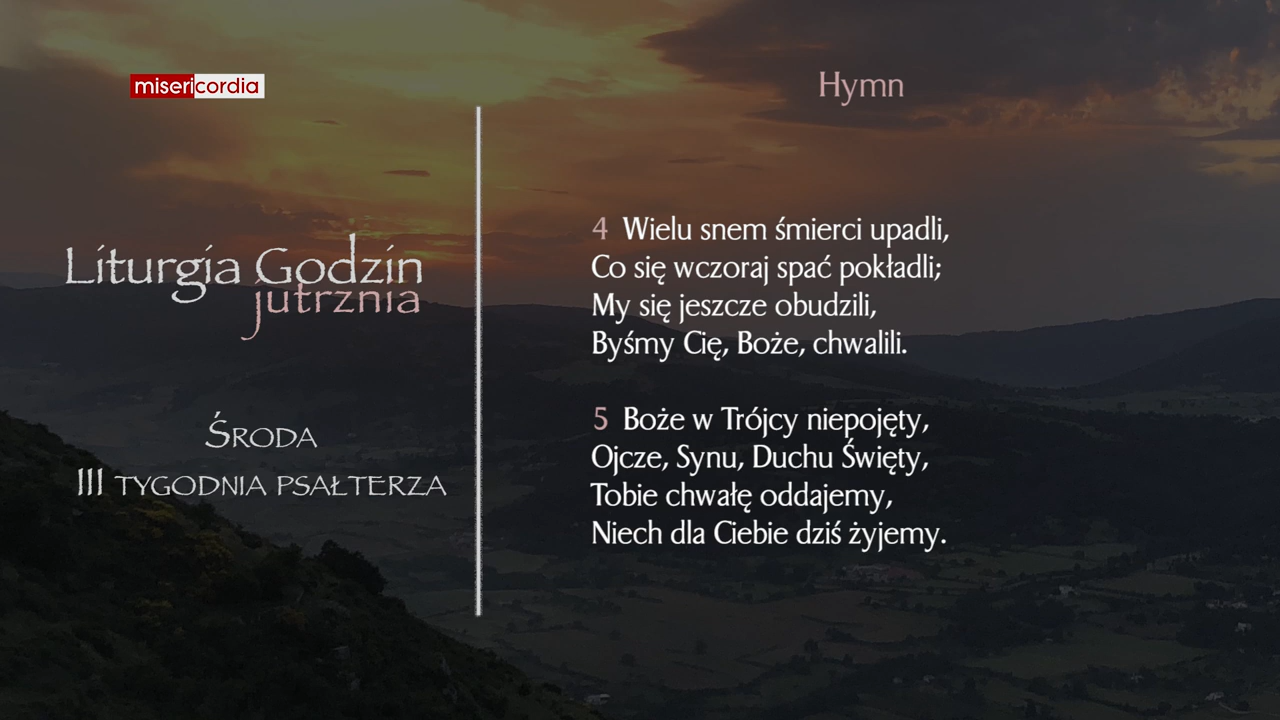 misericordia
Liturgia Godzin
jutrznia
Środa
III tygodnia psałterza
Hymn
4 Wielu snem śmierci upadli,
Co się wczoraj spać pokładli;
My się jeszcze obudzili,
Byśmy Cię, Boże, chwalili.
5 Boże w Trójcy niepojęty,
Ojcze, Synu, Duchu Święty,
Tobie chwałę oddajemy,
Niech dla Ciebie dziś żyjemy.